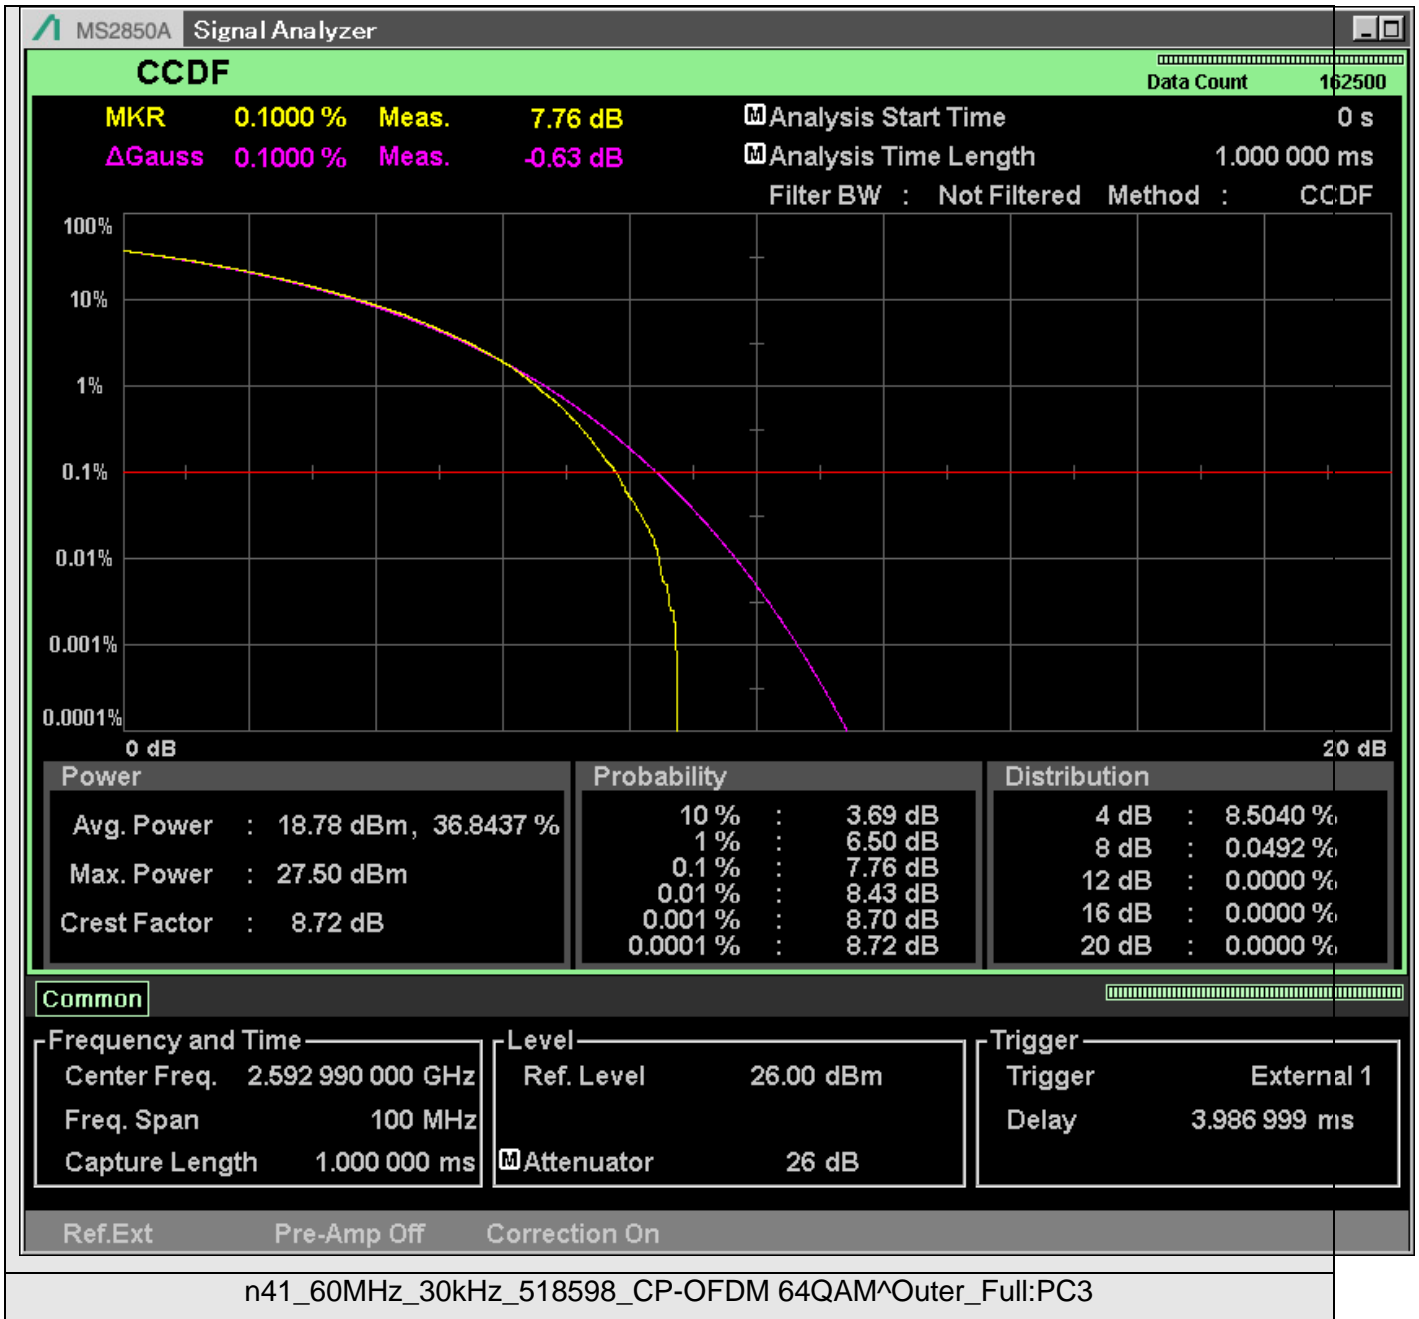 MS2850A Signal Analyzer
CCDF
Data Count 162500
MKR 0.1000 % Meas. 7.76 dB
M Analysis Start Time 0 s
ΔGauss 0.1000 % Meas. -0.63 dB
M Analysis Time Length 1.000 000 ms
Filter BW : Not Filtered Method : CCDF
100%
10%
1%
0.1%
0.01%
0.001%
0.0001%
0 dB 20 dB
Power
Avg. Power : 18.78 dBm, 36.8437 %
Max. Power : 27.50 dBm
Crest Factor : 8.72 dB
Probability
10 % : 3.69 dB
1 % : 6.50 dB
0.1 % : 7.76 dB
0.01 % : 8.43 dB
0.001 % : 8.70 dB
0.0001 % : 8.72 dB
Distribution
4 dB : 8.5040 %
8 dB : 0.0492 %
12 dB : 0.0000 %
16 dB : 0.0000 %
20 dB : 0.0000 %
Common
Frequency and Time
Center Freq. 2.592 990 000 GHz
Freq. Span 100 MHz
Capture Length 1.000 000 ms
Level
Ref. Level 26.00 dBm
M Attenuator 26 dB
Trigger
Trigger External 1
Delay 3.986 999 ms
Ref.Ext Pre-Amp Off Correction On
n41_60MHz_30kHz_518598_CP-OFDM 64QAM^Outer_Full:PC3